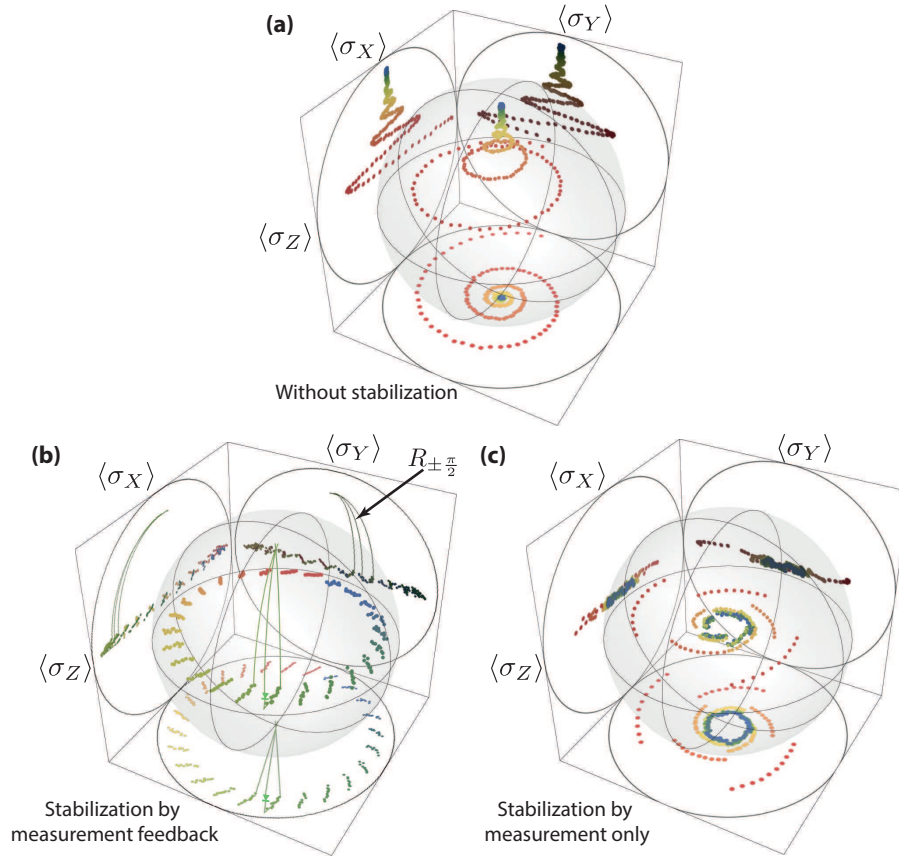 (a)
⟨σ_X⟩
⟨σ_Y⟩
⟨σ_Z⟩
Without stabilization
(b)
⟨σ_X⟩
⟨σ_Y⟩
R_{±π/2}
⟨σ_Z⟩
Stabilization by
measurement feedback
(c)
⟨σ_X⟩
⟨σ_Y⟩
⟨σ_Z⟩
Stabilization by
measurement only